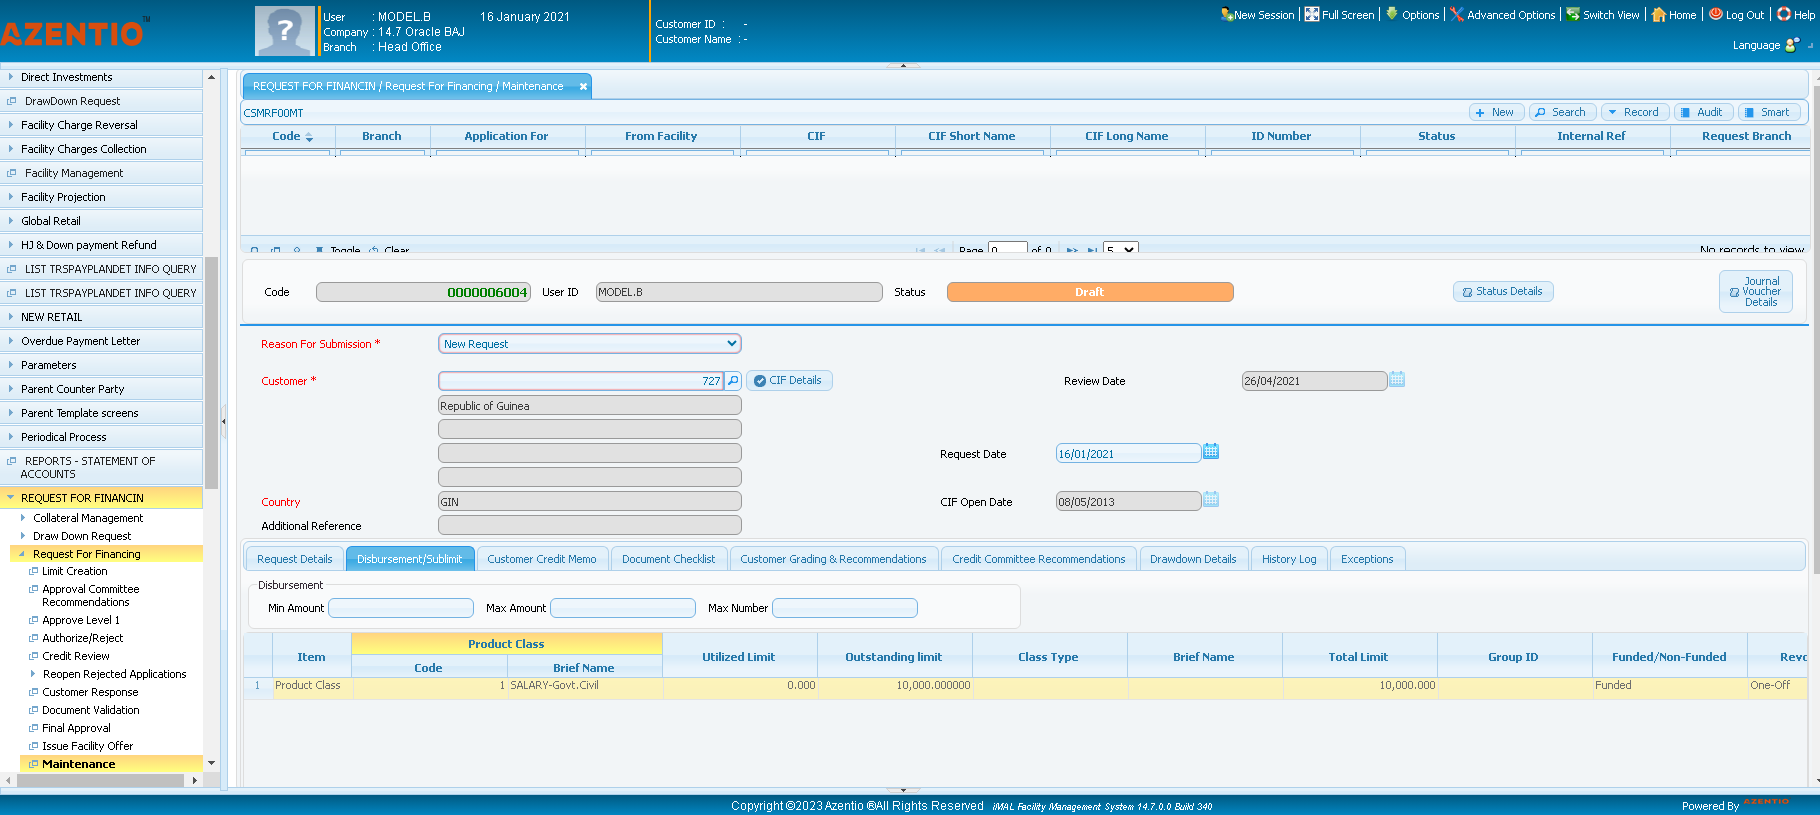 AZENTIO™
User : MODEL.B 16 January 2021
Company : 14.7 Oracle BAJ
Branch : Head Office
Customer ID : -
Customer Name : -
New Session Full Screen Options Advanced Options Switch View Home Log Out Help
Language
Direct Investments
DrawDown Request
Facility Charge Reversal
Facility Charges Collection
Facility Management
Facility Projection
Global Retail
HJ & Down payment Refund
LIST TRSPAYPLANDET INFO QUERY
LIST TRSPAYPLANDET INFO QUERY
NEW RETAIL
Overdue Payment Letter
Parameters
Parent Counter Party
Parent Template screens
Periodical Process
REPORTS - STATEMENT OF
ACCOUNTS
REQUEST FOR FINANCIN
Collateral Management
Draw Down Request
Request For Financing
Limit Creation
Approval Committee
Recommendations
Approve Level 1
Authorize/Reject
Credit Review
Reopen Rejected Applications
Customer Response
Document Validation
Final Approval
Issue Facility Offer
Maintenance
REQUEST FOR FINANCIN / Request For Financing / Maintenance
CSMRF00MT
New Search Record Audit Smart
Code Branch Application For From Facility CIF CIF Short Name CIF Long Name ID Number Status Internal Ref Request Branch
Toggle Clear Page 0 of 0 5 No records to view
Code 0000006004 User ID MODEL.B Status Draft Status Details
Journal
Voucher
Details
Reason For Submission * New Request
Customer * 727 CIF Details Review Date 26/04/2021
Republic of Guinea
Request Date 16/01/2021
Country GIN CIF Open Date 08/05/2013
Additional Reference
Request Details Disbursement/Sublimit Customer Credit Memo Document Checklist Customer Grading & Recommendations Credit Committee Recommendations Drawdown Details History Log Exceptions
Disbursement
Min Amount Max Amount Max Number
Item Product Class Utilized Limit Outstanding limit Class Type Brief Name Total Limit Group ID Funded/Non-Funded Revo
Code Brief Name
1 Product Class 1 SALARY-Govt.Civil 0.000 10,000.000000 10,000.000 Funded One-Off
Copyright ©2023 Azentio ®All Rights Reserved iMAL Facility Management System 14.7.0.0 Build 340
Powered By AZENTIO